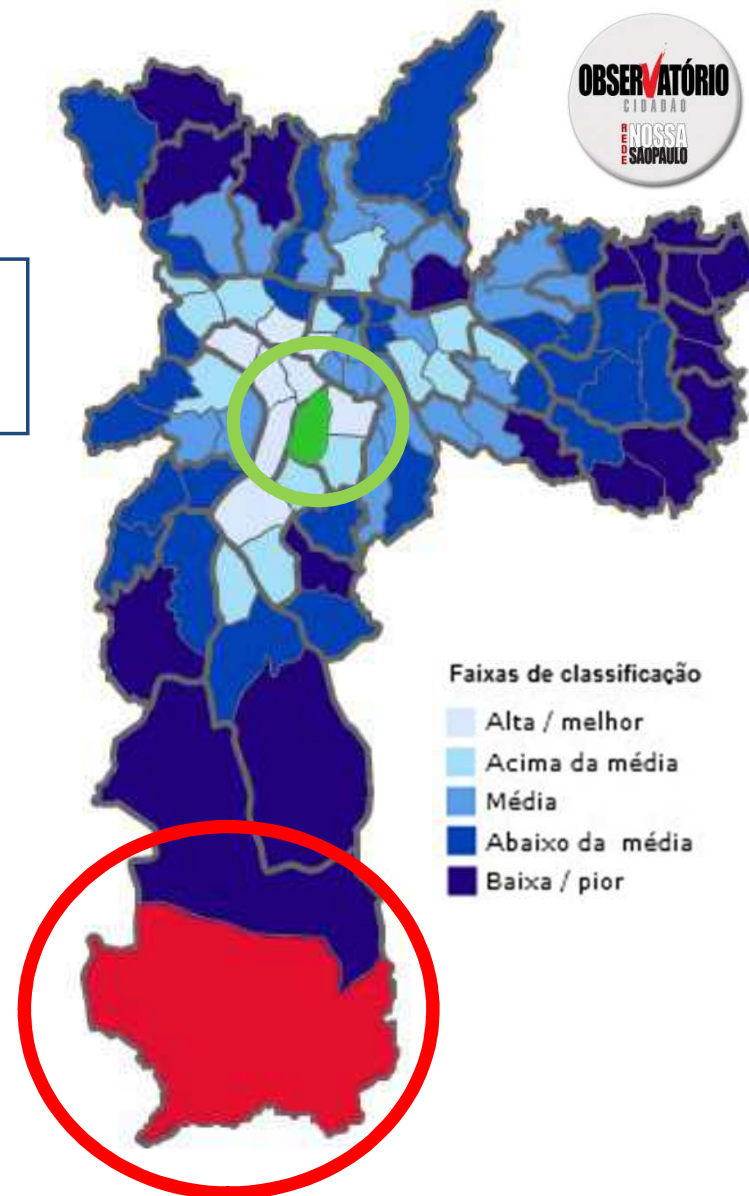 OBSERVATÓRIO
CIDADÃO
REDE NOSSA
SÃOPAULO
Faixas de classificação
Alta / melhor
Acima da média
Média
Abaixo da média
Baixa / pior